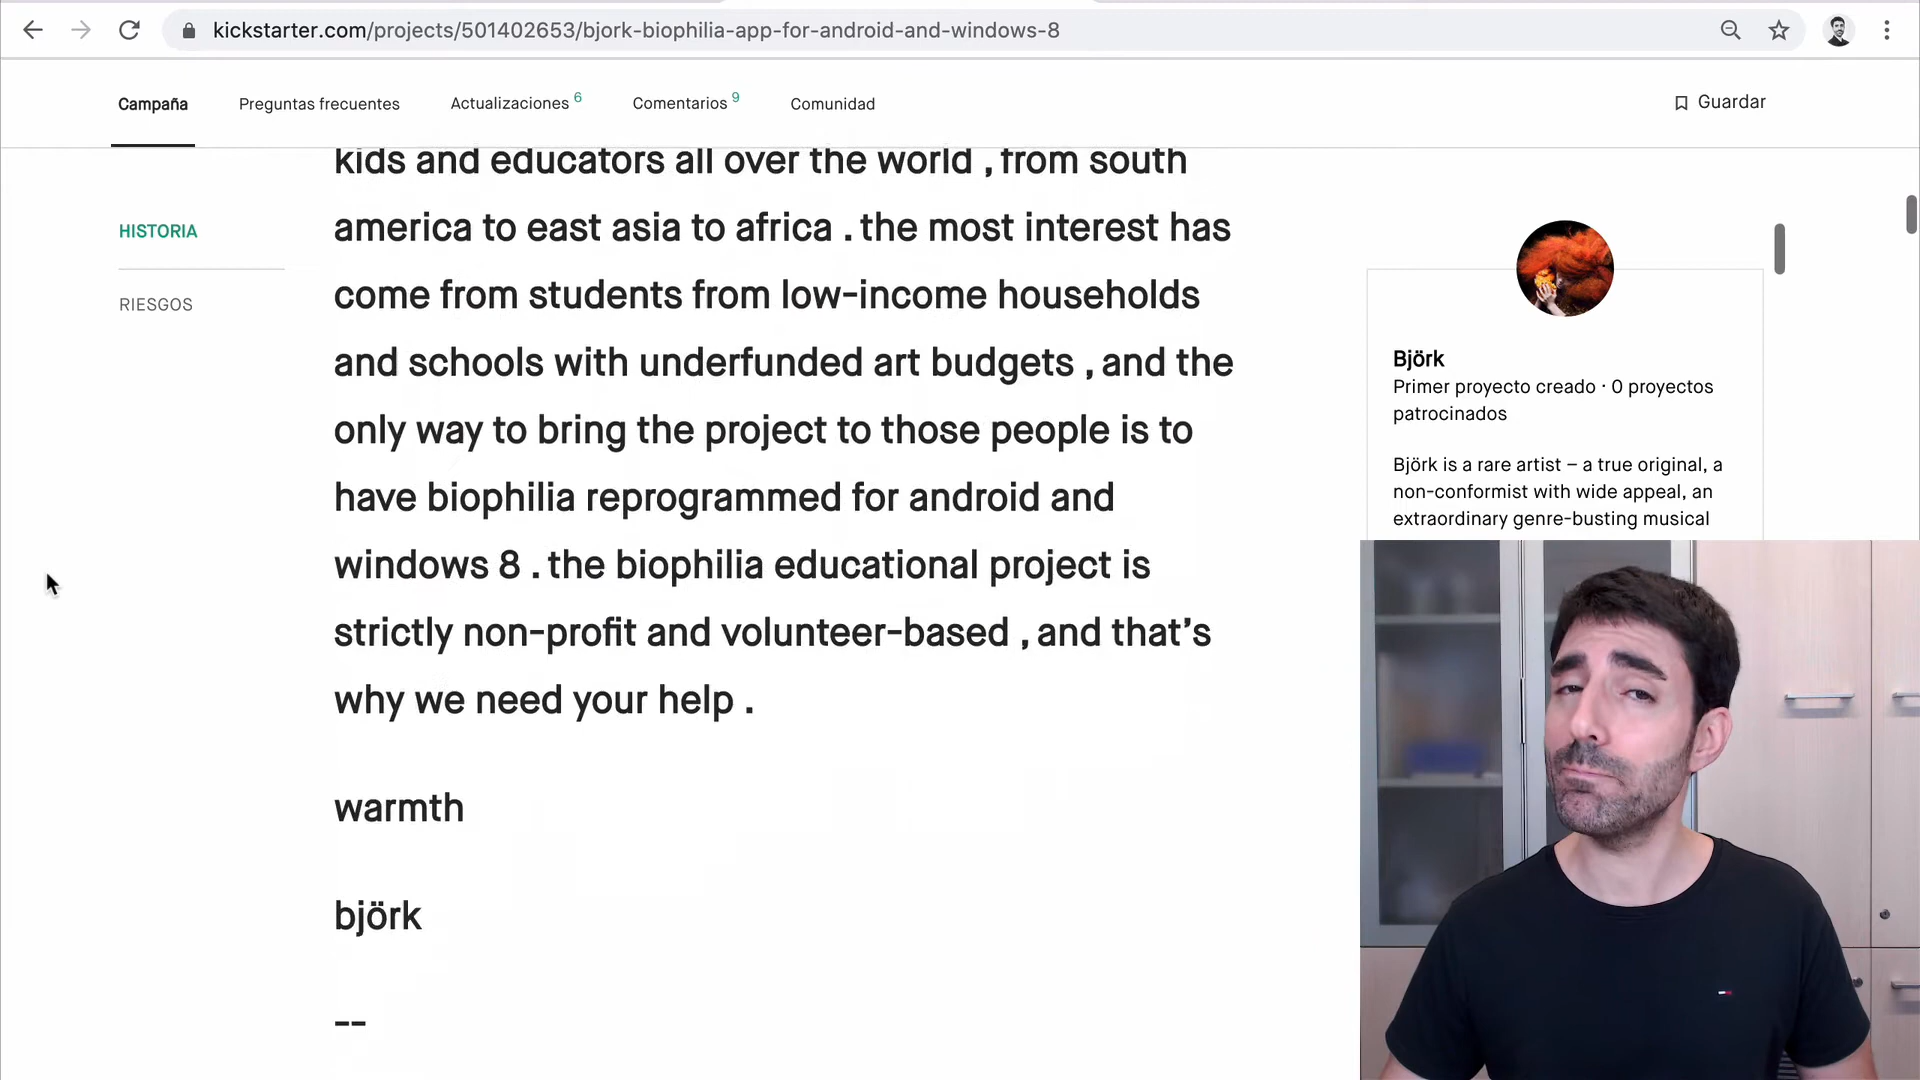 kickstarter.com/projects/501402653/bjork-biophilia-app-for-android-and-windows-8
Campaña
Preguntas frecuentes
Actualizaciones 6
Comentarios 9
Comunidad
Guardar
HISTORIA
RIESGOS
kids and educators all over the world , from south
america to east asia to africa . the most interest has
come from students from low-income households
and schools with underfunded art budgets , and the
only way to bring the project to those people is to
have biophilia reprogrammed for android and
windows 8 . the biophilia educational project is
strictly non-profit and volunteer-based , and that’s
why we need your help .
warmth
björk
--
Björk
Primer proyecto creado · 0 proyectos
patrocinados
Björk is a rare artist – a true original, a
non-conformist with wide appeal, an
extraordinary genre-busting musical